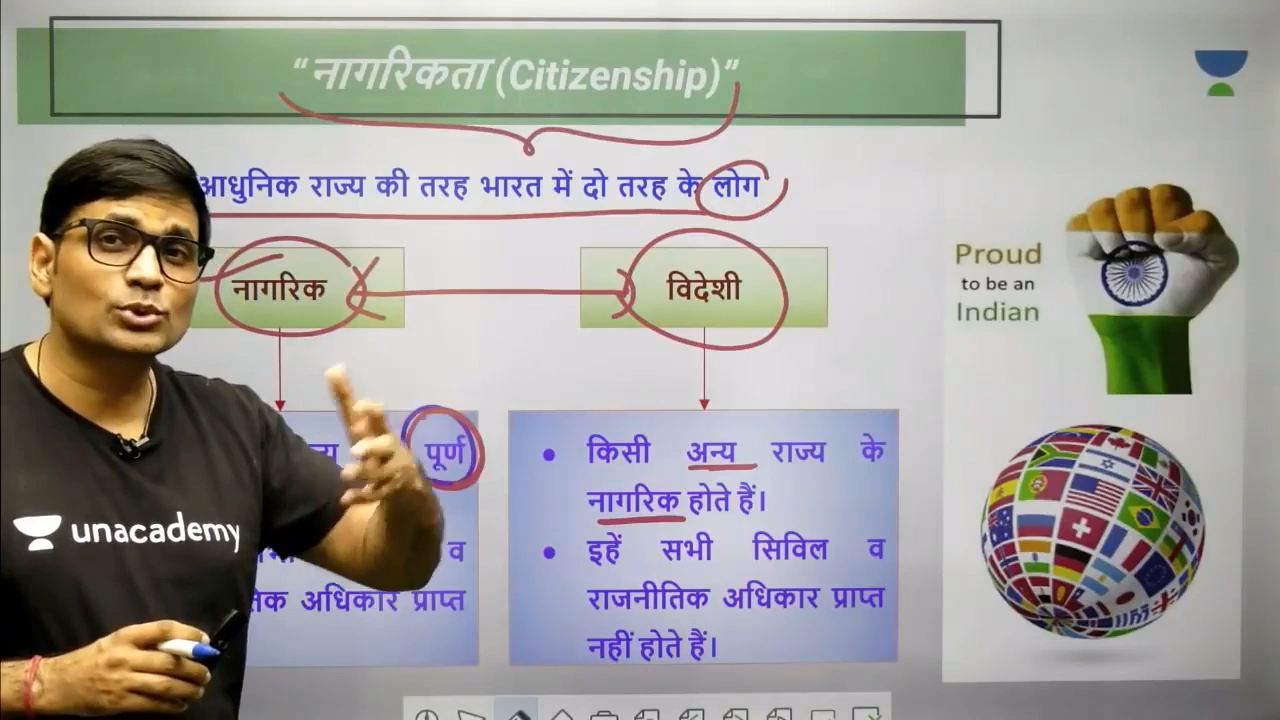 “नागरिकता (Citizenship)”
आधुनिक राज्य की तरह भारत में दो तरह के लोग
नागरिक
विदेशी
Proud
to be an
Indian
पूर्ण
व
अधिकार प्राप्त
• किसी अन्य राज्य के
नागरिक होते हैं।
• इहें सभी सिविल व
राजनीतिक अधिकार प्राप्त
नहीं होते हैं।
unacademy